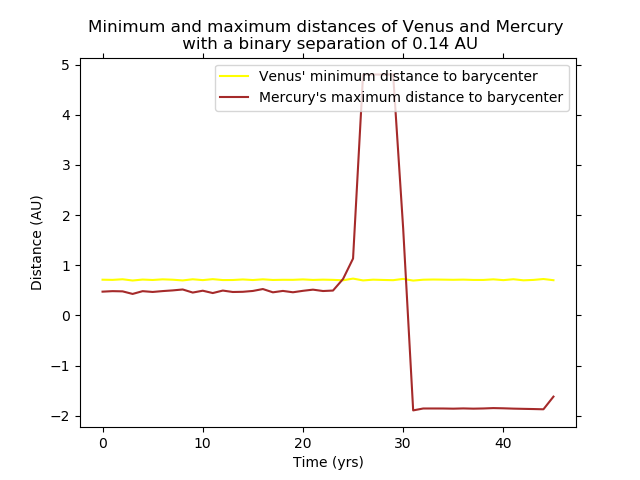 Minimum and maximum distances of Venus and Mercury
with a binary separation of 0.14 AU
Venus' minimum distance to barycenter
Mercury's maximum distance to barycenter
Distance (AU)
5
4
3
2
1
0
−1
−2
0 10 20 30 40
Time (yrs)